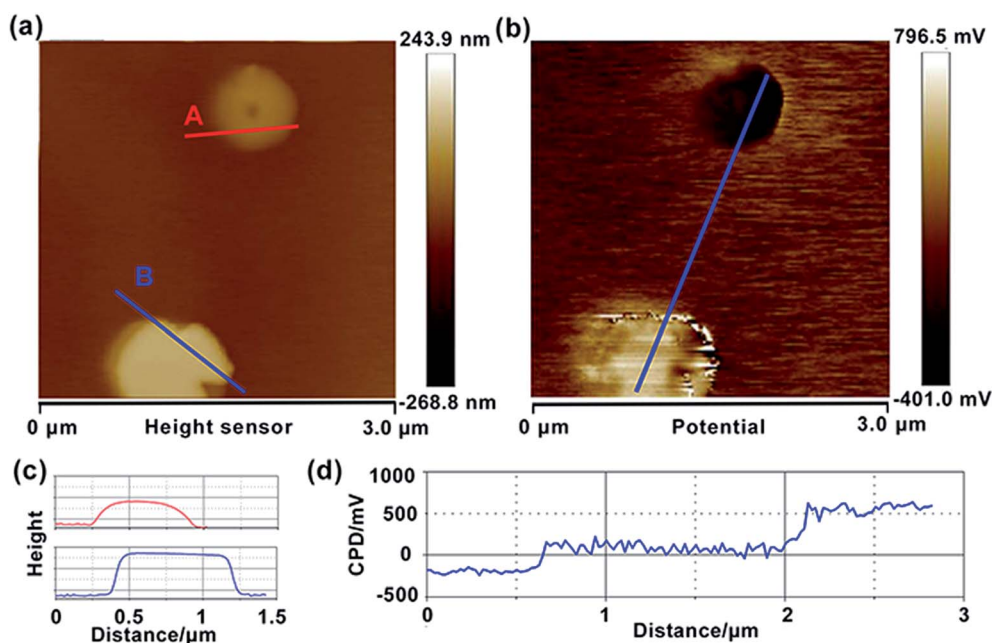 (a)
243.9 nm
A
B
-268.8 nm
0 µm Height sensor 3.0 µm
(b)
796.5 mV
-401.0 mV
0 µm Potential 3.0 µm
(c)
Height
0 0.5 1.0 1.5
Distance/µm
(d)
CPD/mV
1000
500
0
-500
0 1 2 3
Distance/µm